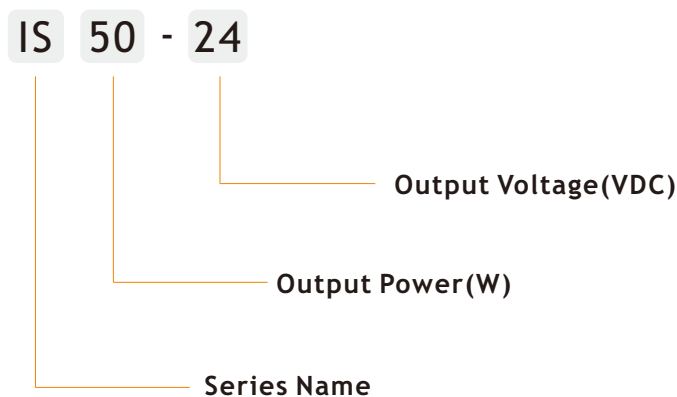 IS 50 - 24
Output Voltage(VDC)
Output Power(W)
Series Name